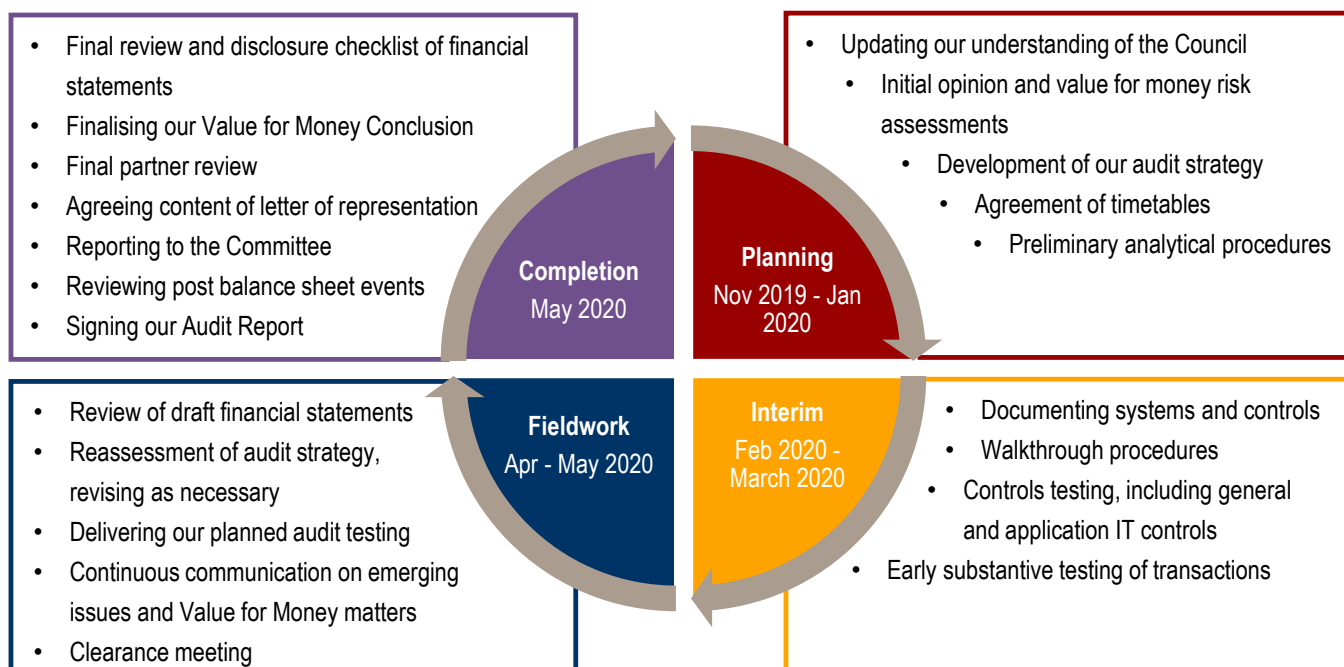 • Final review and disclosure checklist of financial
statements
• Finalising our Value for Money Conclusion
• Final partner review
• Agreeing content of letter of representation
• Reporting to the Committee
• Reviewing post balance sheet events
• Signing our Audit Report
Completion
May 2020
• Updating our understanding of the Council
• Initial opinion and value for money risk
assessments
• Development of our audit strategy
• Agreement of timetables
• Preliminary analytical procedures
Planning
Nov 2019 - Jan
2020
• Review of draft financial statements
• Reassessment of audit strategy,
revising as necessary
• Delivering our planned audit testing
• Continuous communication on emerging
issues and Value for Money matters
• Clearance meeting
Fieldwork
Apr - May 2020
Interim
Feb 2020 -
March 2020
• Documenting systems and controls
• Walkthrough procedures
• Controls testing, including general
and application IT controls
• Early substantive testing of transactions